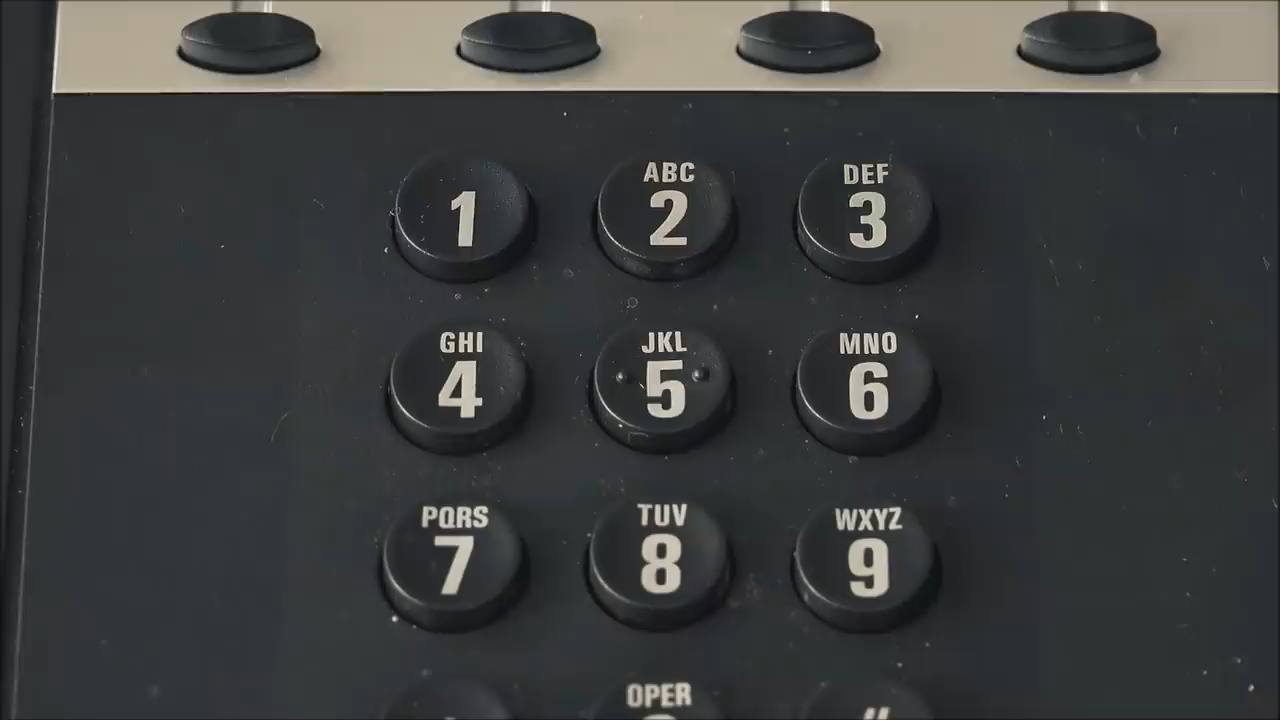 ABC DEF
1 2 3
GHI JKL MNO
4 5 6
PQRS TUV WXYZ
7 8 9
OPER